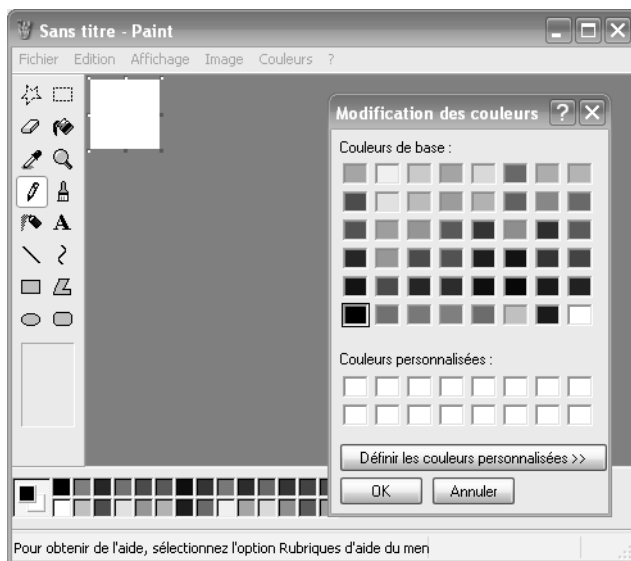 Sans titre - Paint
Fichier Edition Affichage Image Couleurs ?
Modification des couleurs
Couleurs de base :
A
Couleurs personnalisées :
Définir les couleurs personnalisées >>
OK Annuler
Pour obtenir de l'aide, sélectionnez l'option Rubriques d'aide du men